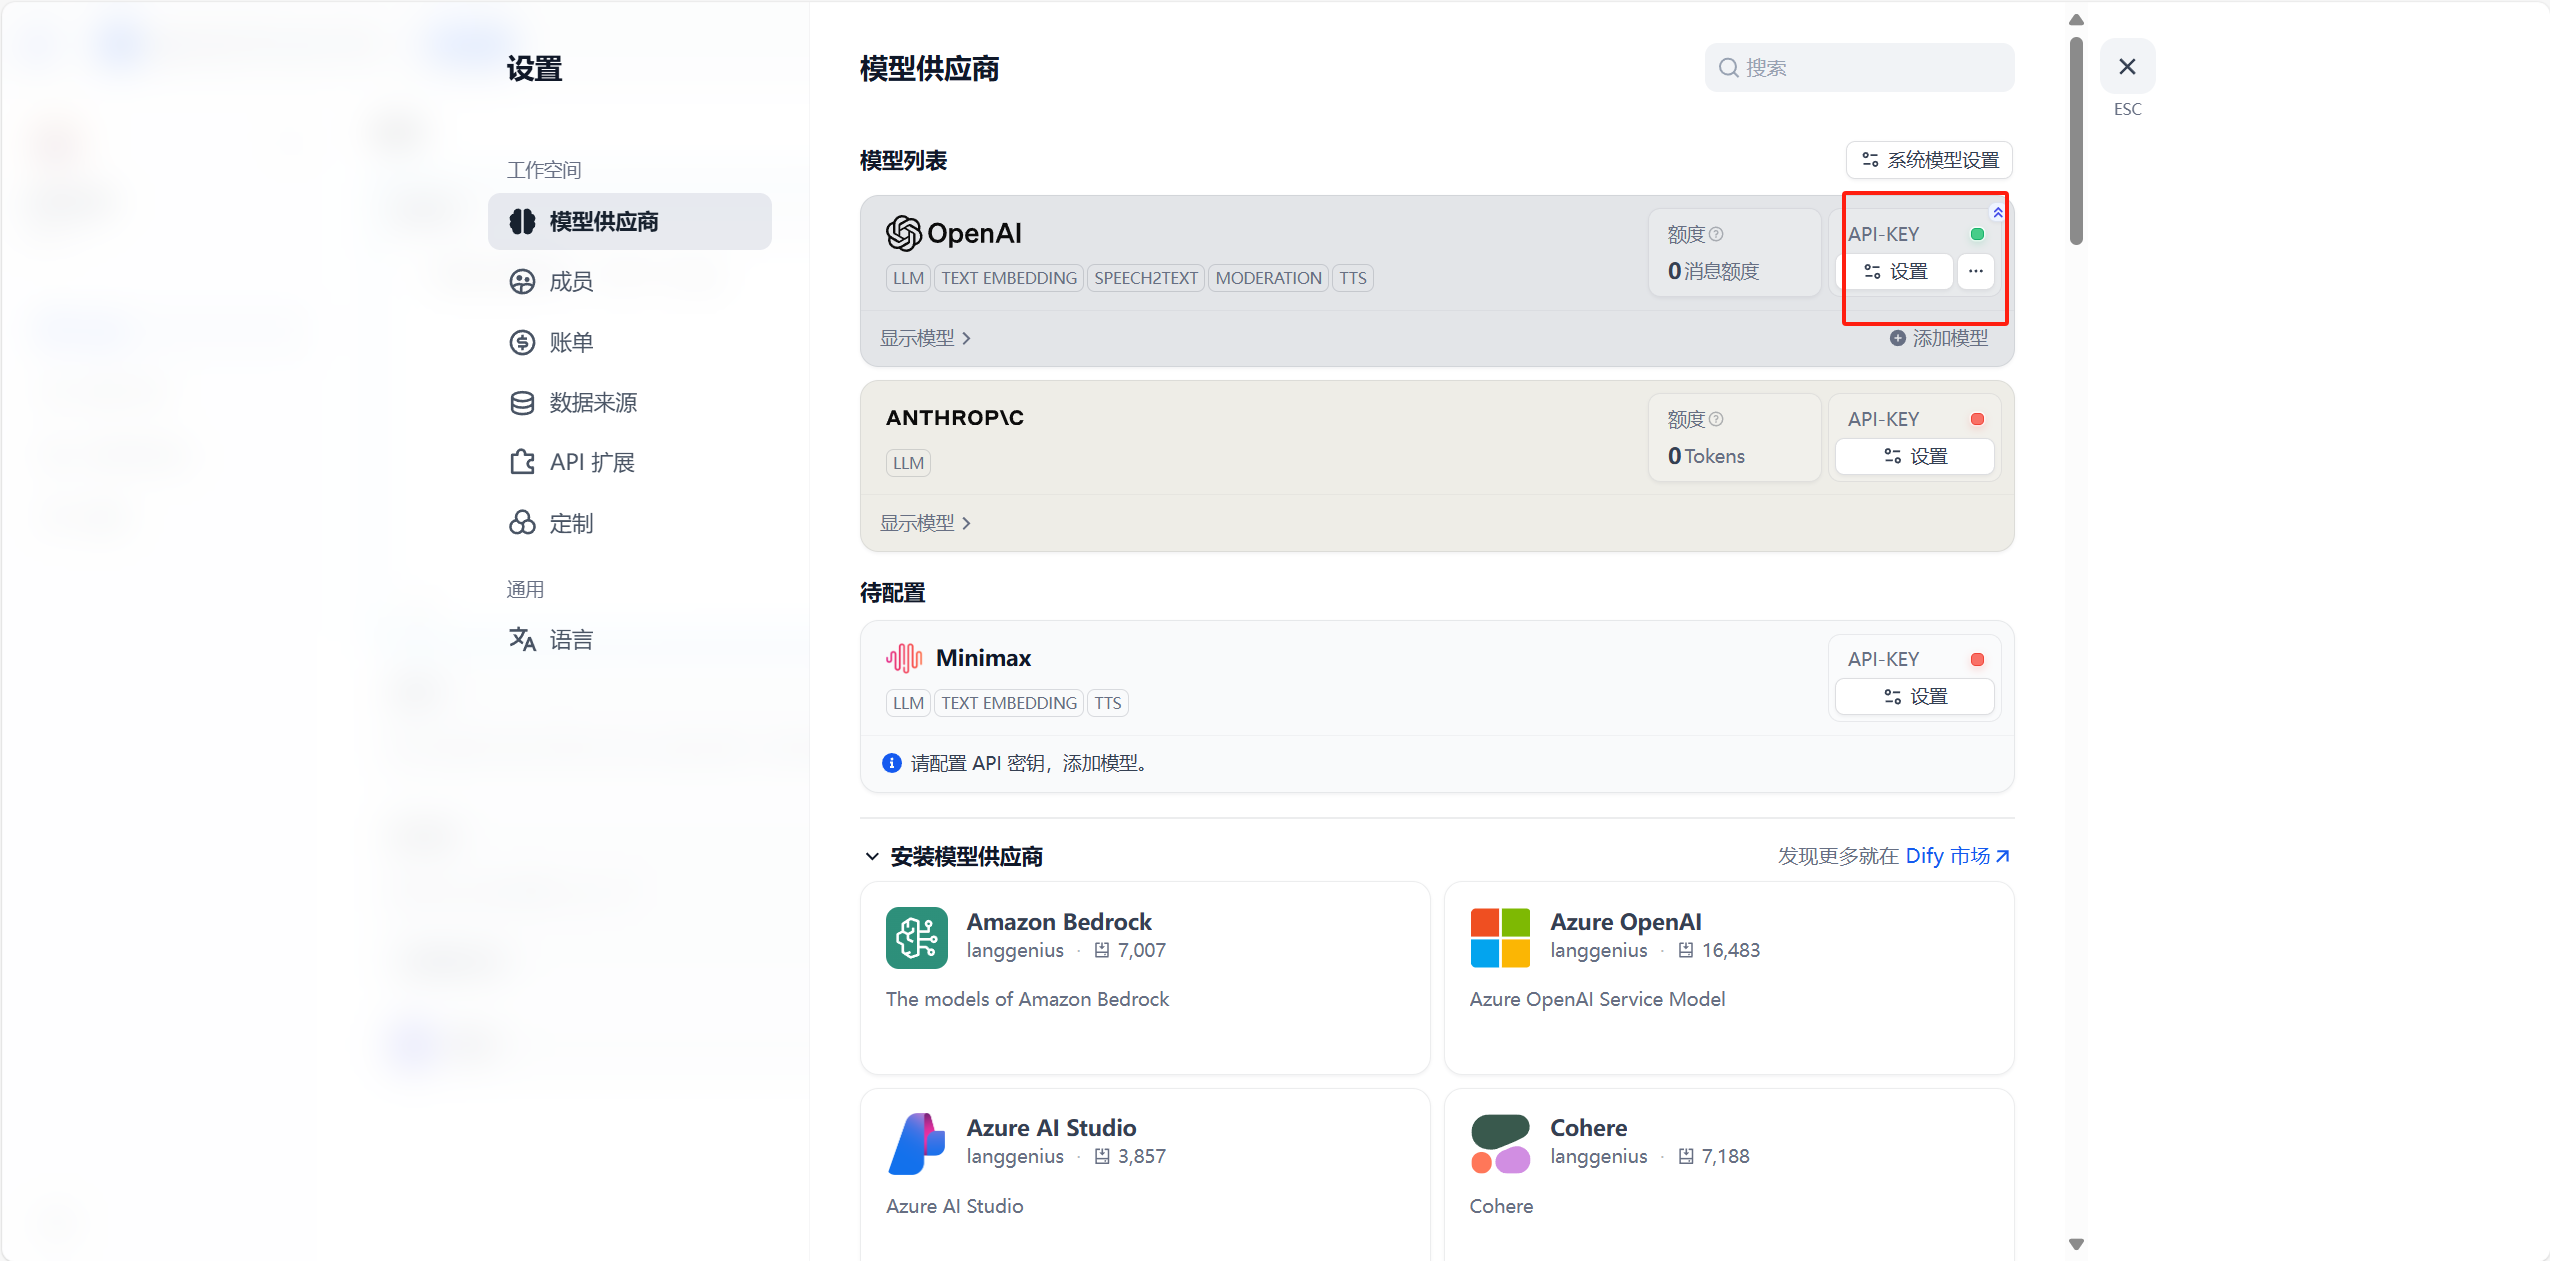 设置
工作空间
模型供应商
成员
账单
数据来源
API 扩展
定制
通用
语言
模型供应商
搜索
ESC
模型列表
系统模型设置
OpenAI
LLM TEXT EMBEDDING SPEECH2TEXT MODERATION TTS
额度
0 消息额度
API-KEY
设置
显示模型
添加模型
ANTHROP\C
LLM
额度
0 Tokens
API-KEY
设置
显示模型
待配置
Minimax
LLM TEXT EMBEDDING TTS
API-KEY
设置
请配置 API 密钥，添加模型。
安装模型供应商
发现更多就在 Dify 市场
Amazon Bedrock
langgenius · 7,007
The models of Amazon Bedrock
Azure OpenAI
langgenius · 16,483
Azure OpenAI Service Model
Azure AI Studio
langgenius · 3,857
Azure AI Studio
Cohere
langgenius · 7,188
Cohere